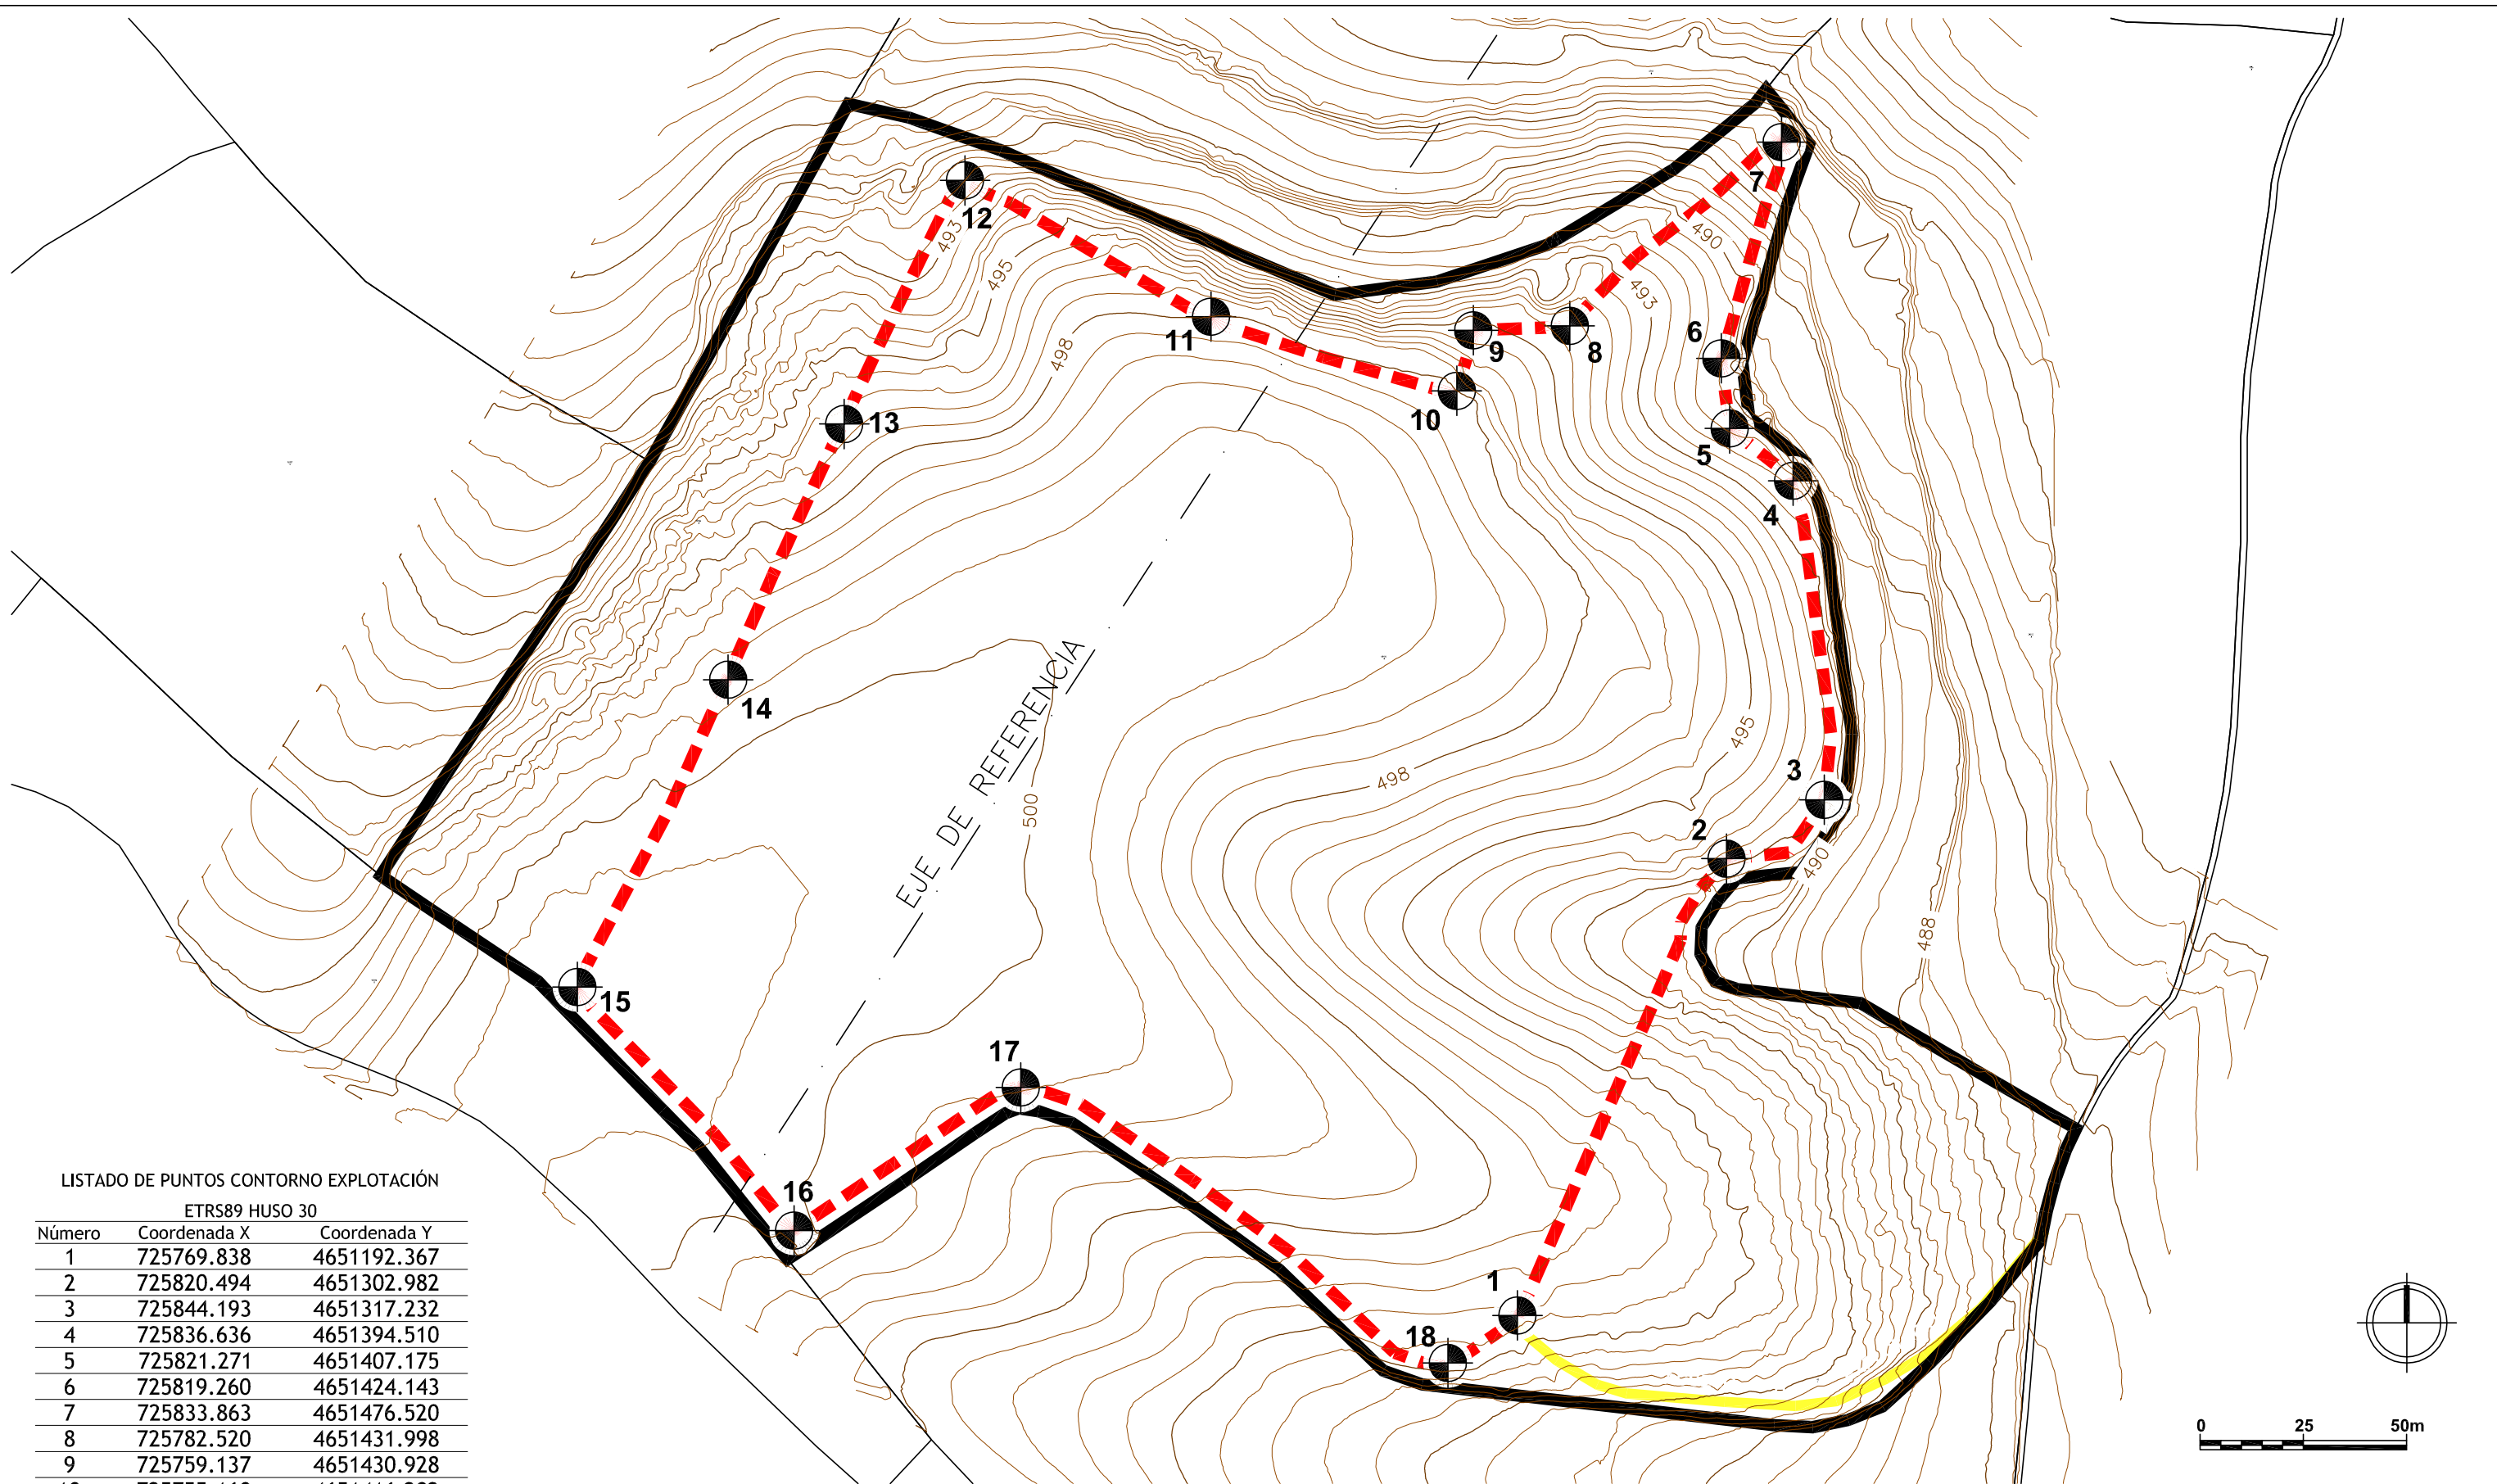 12
7
493
495
490
493
498
11
9
8
6
10
13
5
4
14
EJE DE REFERENCIA
500
498
495
3
2
490
488
15
17
16
1
18
LISTADO DE PUNTOS CONTORNO EXPLOTACIÓN
ETRS89 HUSO 30
Número Coordenada X Coordenada Y
1 725769.838 4651192.367
2 725820.494 4651302.982
3 725844.193 4651317.232
4 725836.636 4651394.510
5 725821.271 4651407.175
6 725819.260 4651424.143
7 725833.863 4651476.520
8 725782.520 4651431.998
9 725759.137 4651430.928
0 25 50m